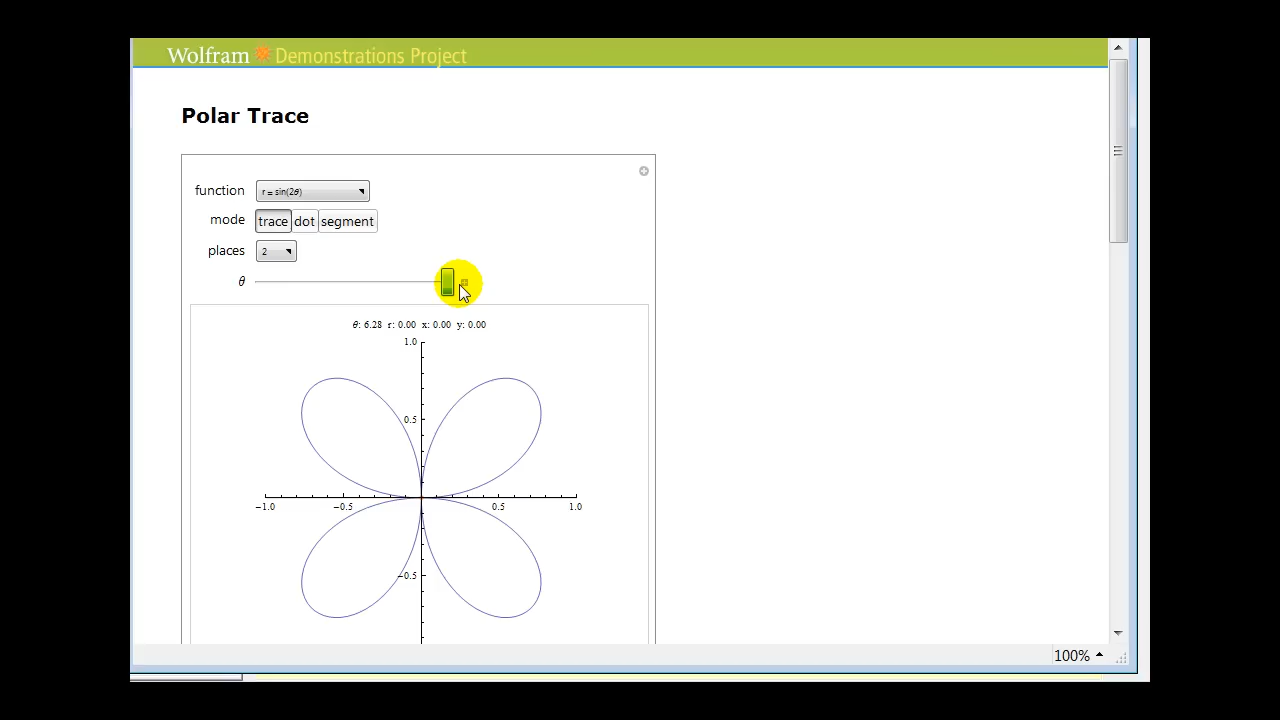 Wolfram Demonstrations Project
Polar Trace
function r = sin(2θ)
mode trace dot segment
places 2
θ
θ: 6.28 r: 0.00 x: 0.00 y: 0.00
1.0
0.5
−1.0 −0.5 0.5 1.0
−0.5
100%